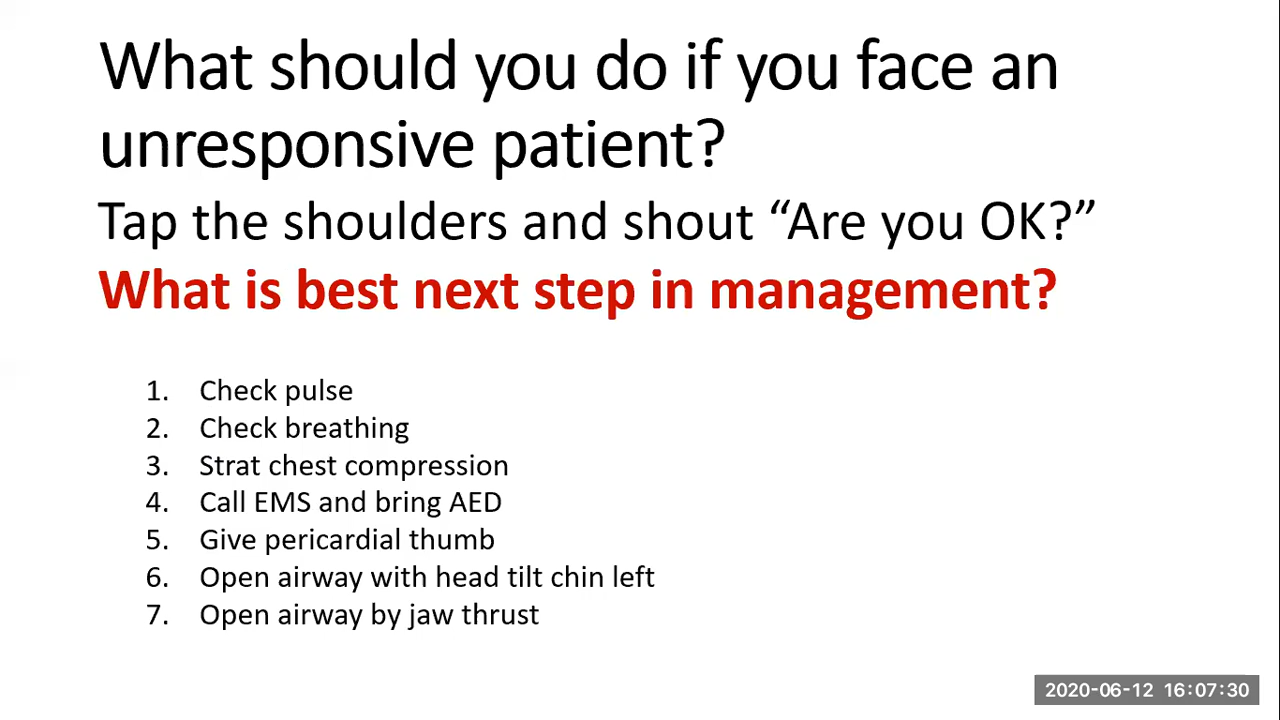 What should you do if you face an
unresponsive patient?
Tap the shoulders and shout “Are you OK?”
What is best next step in management?
1. Check pulse
2. Check breathing
3. Strat chest compression
4. Call EMS and bring AED
5. Give pericardial thumb
6. Open airway with head tilt chin left
7. Open airway by jaw thrust
2020-06-12 16:07:30